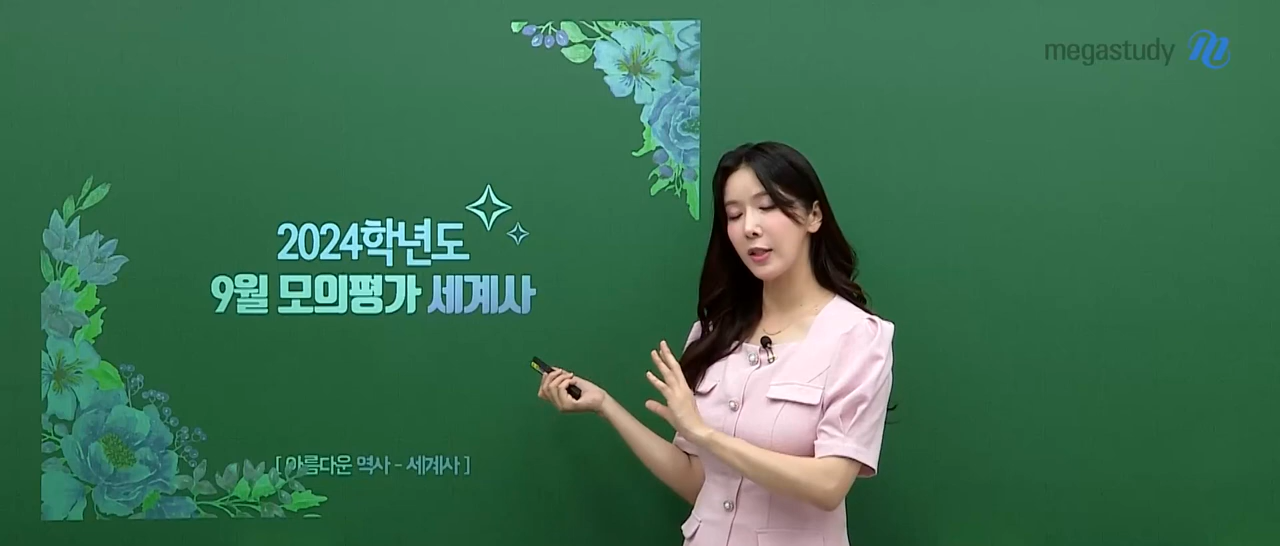 megastudy
2024학년도
9월 모의평가 세계사
[ 아름다운 역사 - 세계사 ]